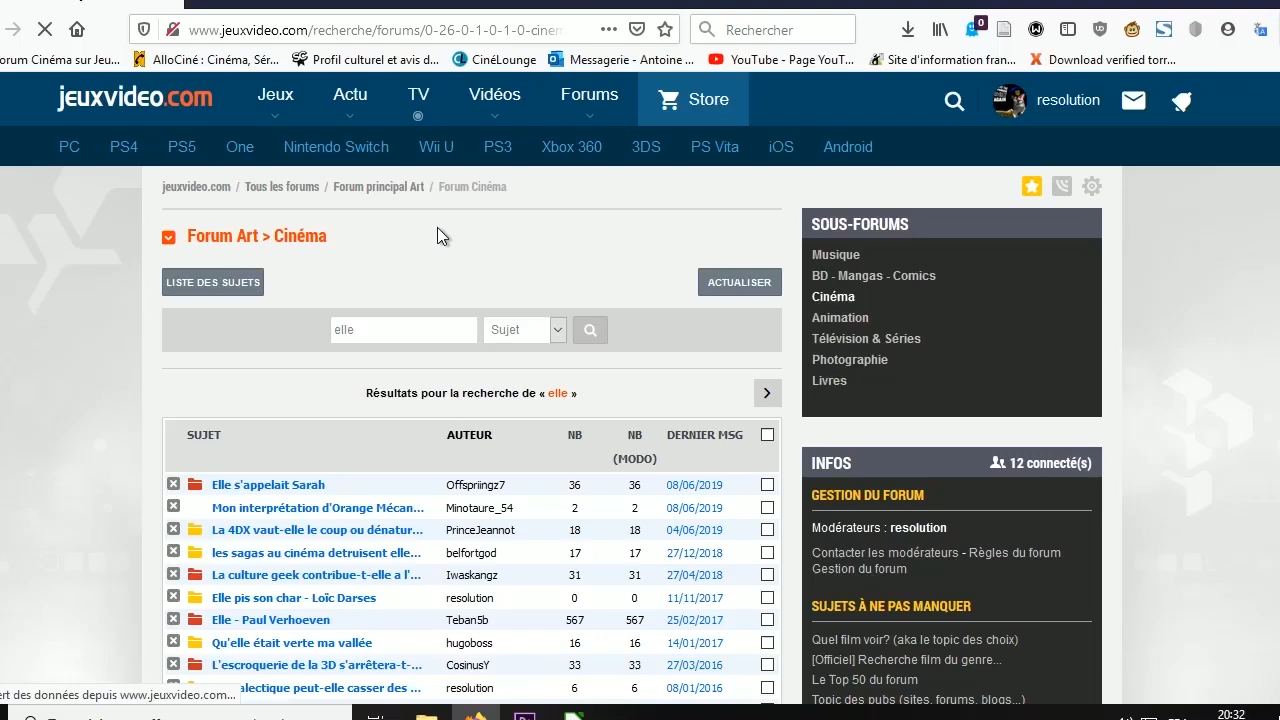 www.jeuxvideo.com/recherche/forums/0-26-0-1-0-1-0-cinem
Rechercher
0
orum Cinéma sur Jeu...
AlloCiné : Cinéma, Sér...
Profil culturel et avis d...
CinéLounge
Messagerie - Antoine ...
YouTube - Page YouT...
Site d'information fran...
Download verified torr...
jeuxvideo.com
Jeux
Actu
TV
Vidéos
Forums
Store
resolution
PC
PS4
PS5
One
Nintendo Switch
Wii U
PS3
Xbox 360
3DS
PS Vita
iOS
Android
jeuxvideo.com / Tous les forums / Forum principal Art / Forum Cinéma
Forum Art > Cinéma
LISTE DES SUJETS
ACTUALISER
elle
Sujet
Résultats pour la recherche de « elle »
SUJET AUTEUR NB NB (MODO) DERNIER MSG
Elle s'appelait Sarah Offspriingz7 36 36 08/06/2019
Mon interprétation d'Orange Mécan... Minotaure_54 2 2 08/06/2019
La 4DX vaut-elle le coup ou dénatur... PrinceJeannot 18 18 04/06/2019
les sagas au cinéma detruisent elle... belfortgod 17 17 27/12/2018
La culture geek contribue-t-elle a l'... Iwaskangz 31 31 27/04/2018
Elle pis son char - Loïc Darses resolution 0 0 11/11/2017
Elle - Paul Verhoeven Teban5b 567 567 25/02/2017
Qu'elle était verte ma vallée hugoboss 16 16 14/01/2017
L'escroquerie de la 3D s'arrêtera-t-... CosinusY 33 33 27/03/2016
alectique peut-elle casser des ... resolution 6 6 08/01/2016
SOUS-FORUMS
Musique
BD - Mangas - Comics
Cinéma
Animation
Télévision & Séries
Photographie
Livres
INFOS
12 connecté(s)
GESTION DU FORUM
Modérateurs : resolution
Contacter les modérateurs - Règles du forum
Gestion du forum
SUJETS À NE PAS MANQUER
Quel film voir? (aka le topic des choix)
[Officiel] Recherche film du genre...
Le Top 50 du forum
Topic des pubs (sites, forums, blogs...)
ert des données depuis www.jeuxvideo.com...
20:32